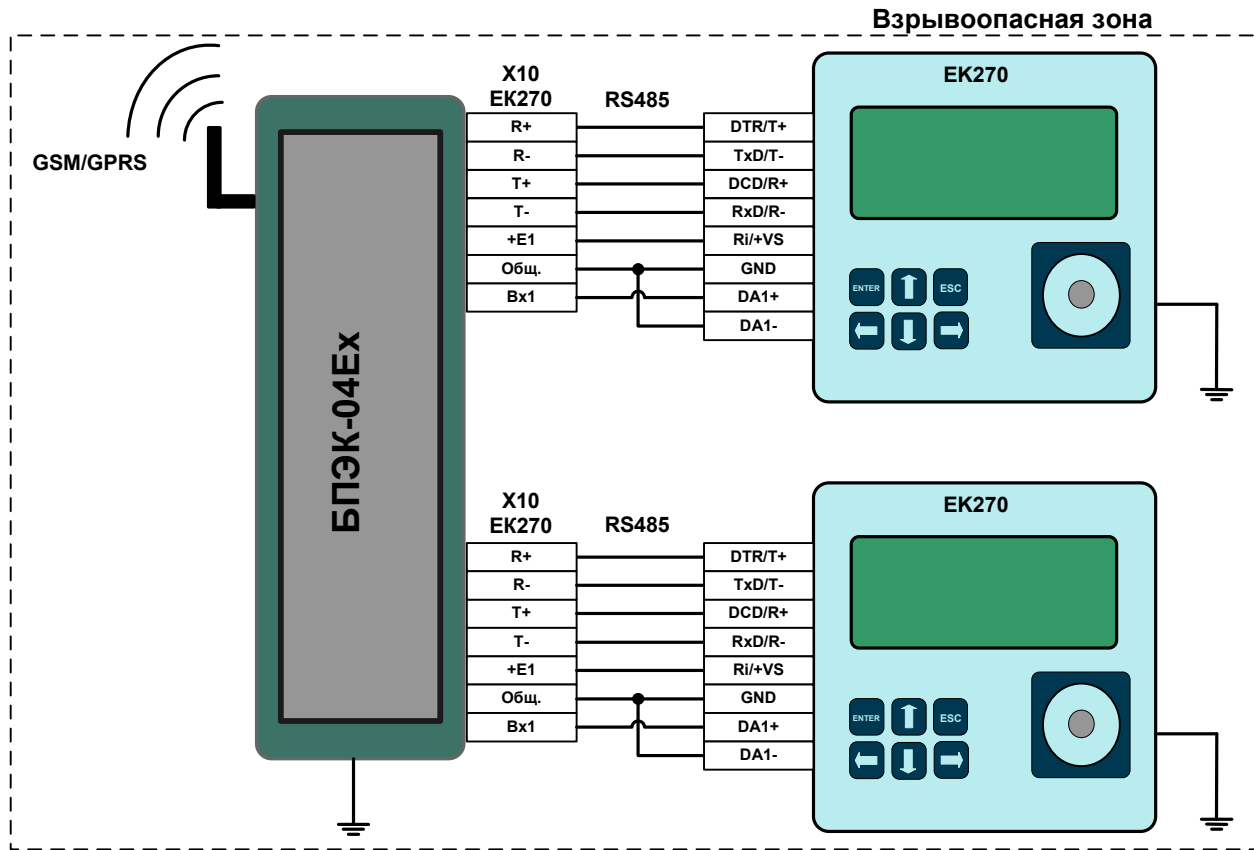 Взрывоопасная зона
GSM/GPRS
БПЭК-04Ех
X10
EK270
RS485
R+
R-
T+
T-
+E1
Общ.
Вх1
DTR/T+
TxD/T-
DCD/R+
RxD/R-
Ri/+VS
GND
DA1+
DA1-
EK270
ENTER
ESC
X10
EK270
RS485
R+
R-
T+
T-
+E1
Общ.
Вх1
DTR/T+
TxD/T-
DCD/R+
RxD/R-
Ri/+VS
GND
DA1+
DA1-
EK270
ENTER
ESC